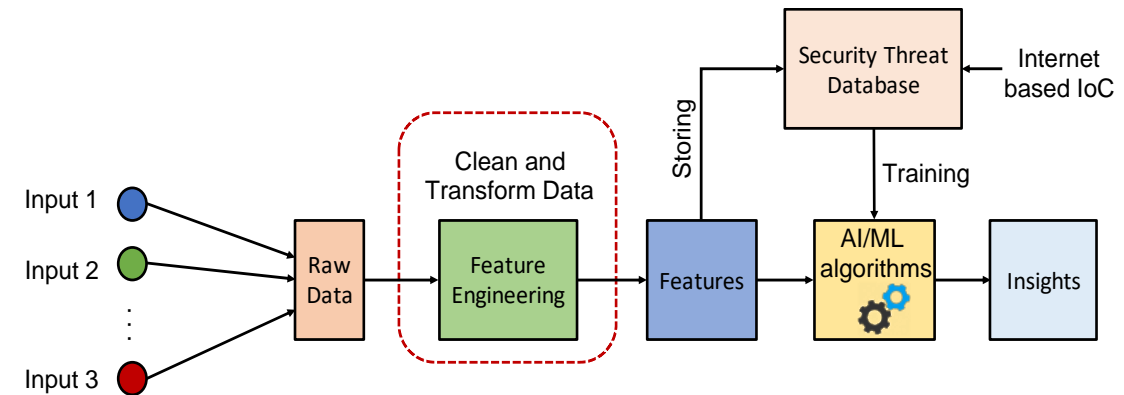 Input 1
Input 2
⋮
Input 3
Raw
Data
Clean and
Transform Data
Feature
Engineering
Features
Storing
Security Threat
Database
Internet
based IoC
Training
AI/ML
algorithms
Insights